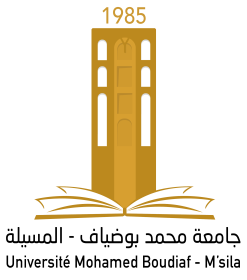 1985
جامعة محمد بوضياف - المسيلة
Université Mohamed Boudiaf - M'sila